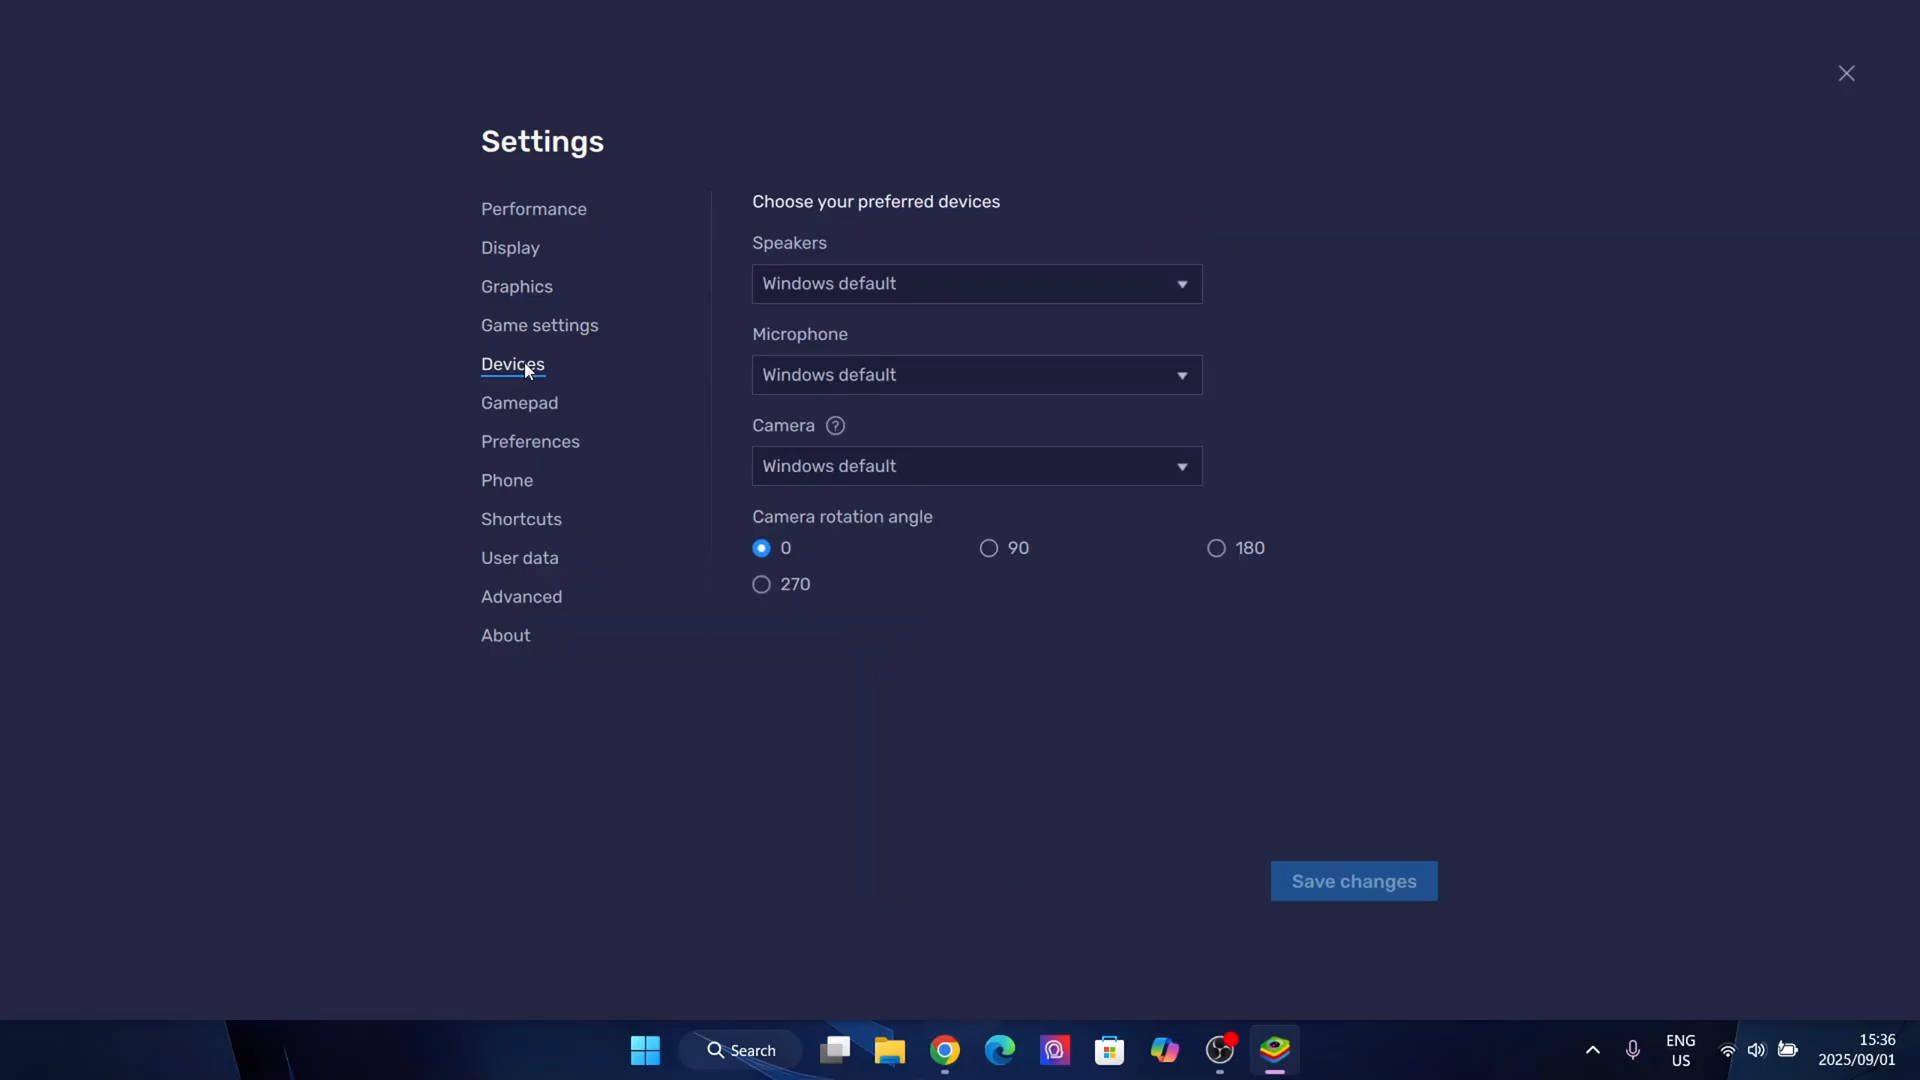 Settings
Performance
Display
Graphics
Game settings
Devices
Gamepad
Preferences
Phone
Shortcuts
User data
Advanced
About
Choose your preferred devices
Speakers
Windows default
Microphone
Windows default
Camera ?
Windows default
Camera rotation angle
0 90 180
270
Save changes
Search
ENG
US
15:36
2025/09/01